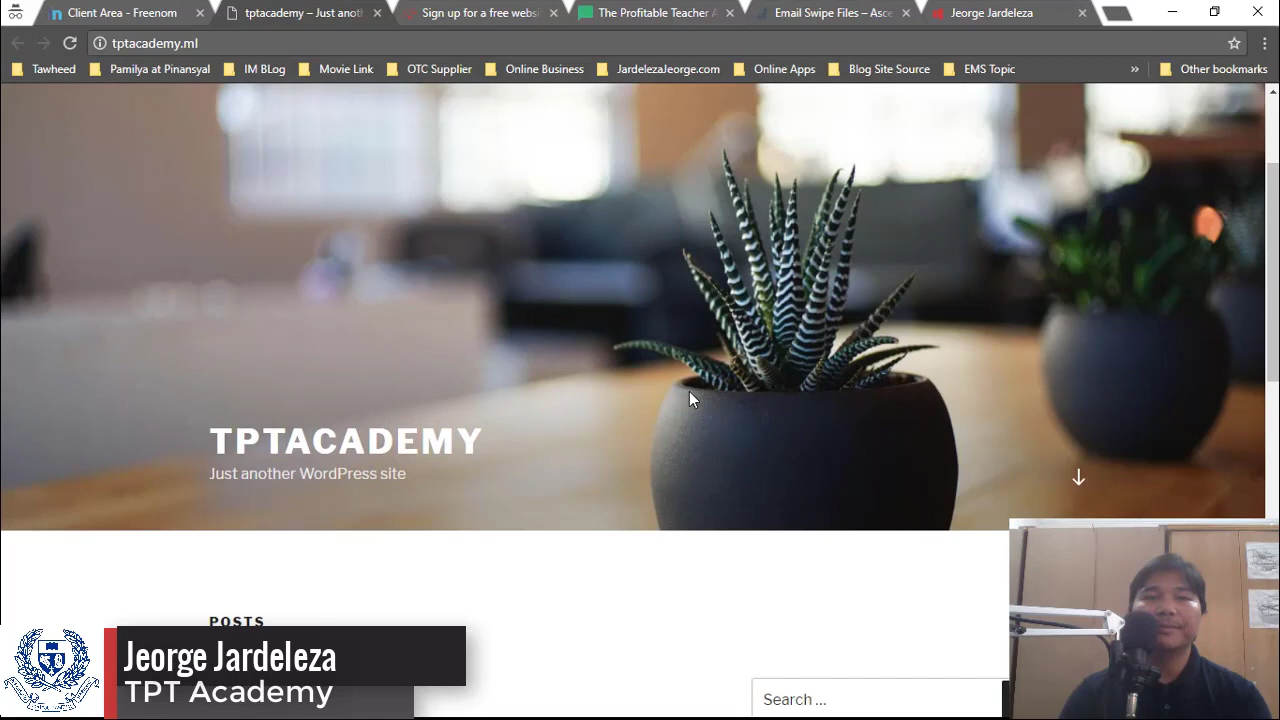 Client Area - Freenom
tptacademy – Just anot
Sign up for a free webs
The Profitable Teacher A
Email Swipe Files – Asce
Jeorge Jardeleza
tptacademy.ml
Tawheed
Pamilya at Pinansyal
IM BLog
Movie Link
OTC Supplier
Online Business
JardelezaJeorge.com
Online Apps
Blog Site Source
EMS Topic
Other bookmarks
TPTACADEMY
Just another WordPress site
POSTS
Search …
Jeorge Jardeleza
TPT Academy